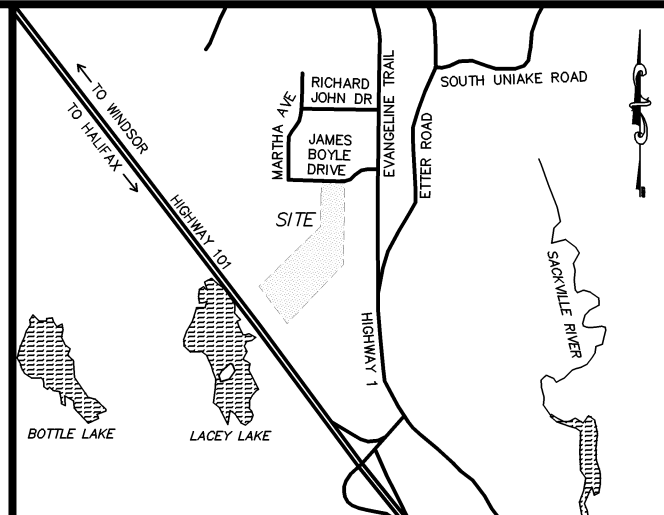 TO WINDSOR
TO HALIFAX
HIGHWAY 101
MARTHA AVE
RICHARD
JOHN DR
JAMES
BOYLE
DRIVE
EVANGELINE TRAIL
ETTER ROAD
SOUTH UNIAKE ROAD
SITE
SACKVILLE RIVER
HIGHWAY 1
BOTTLE LAKE
LACEY LAKE